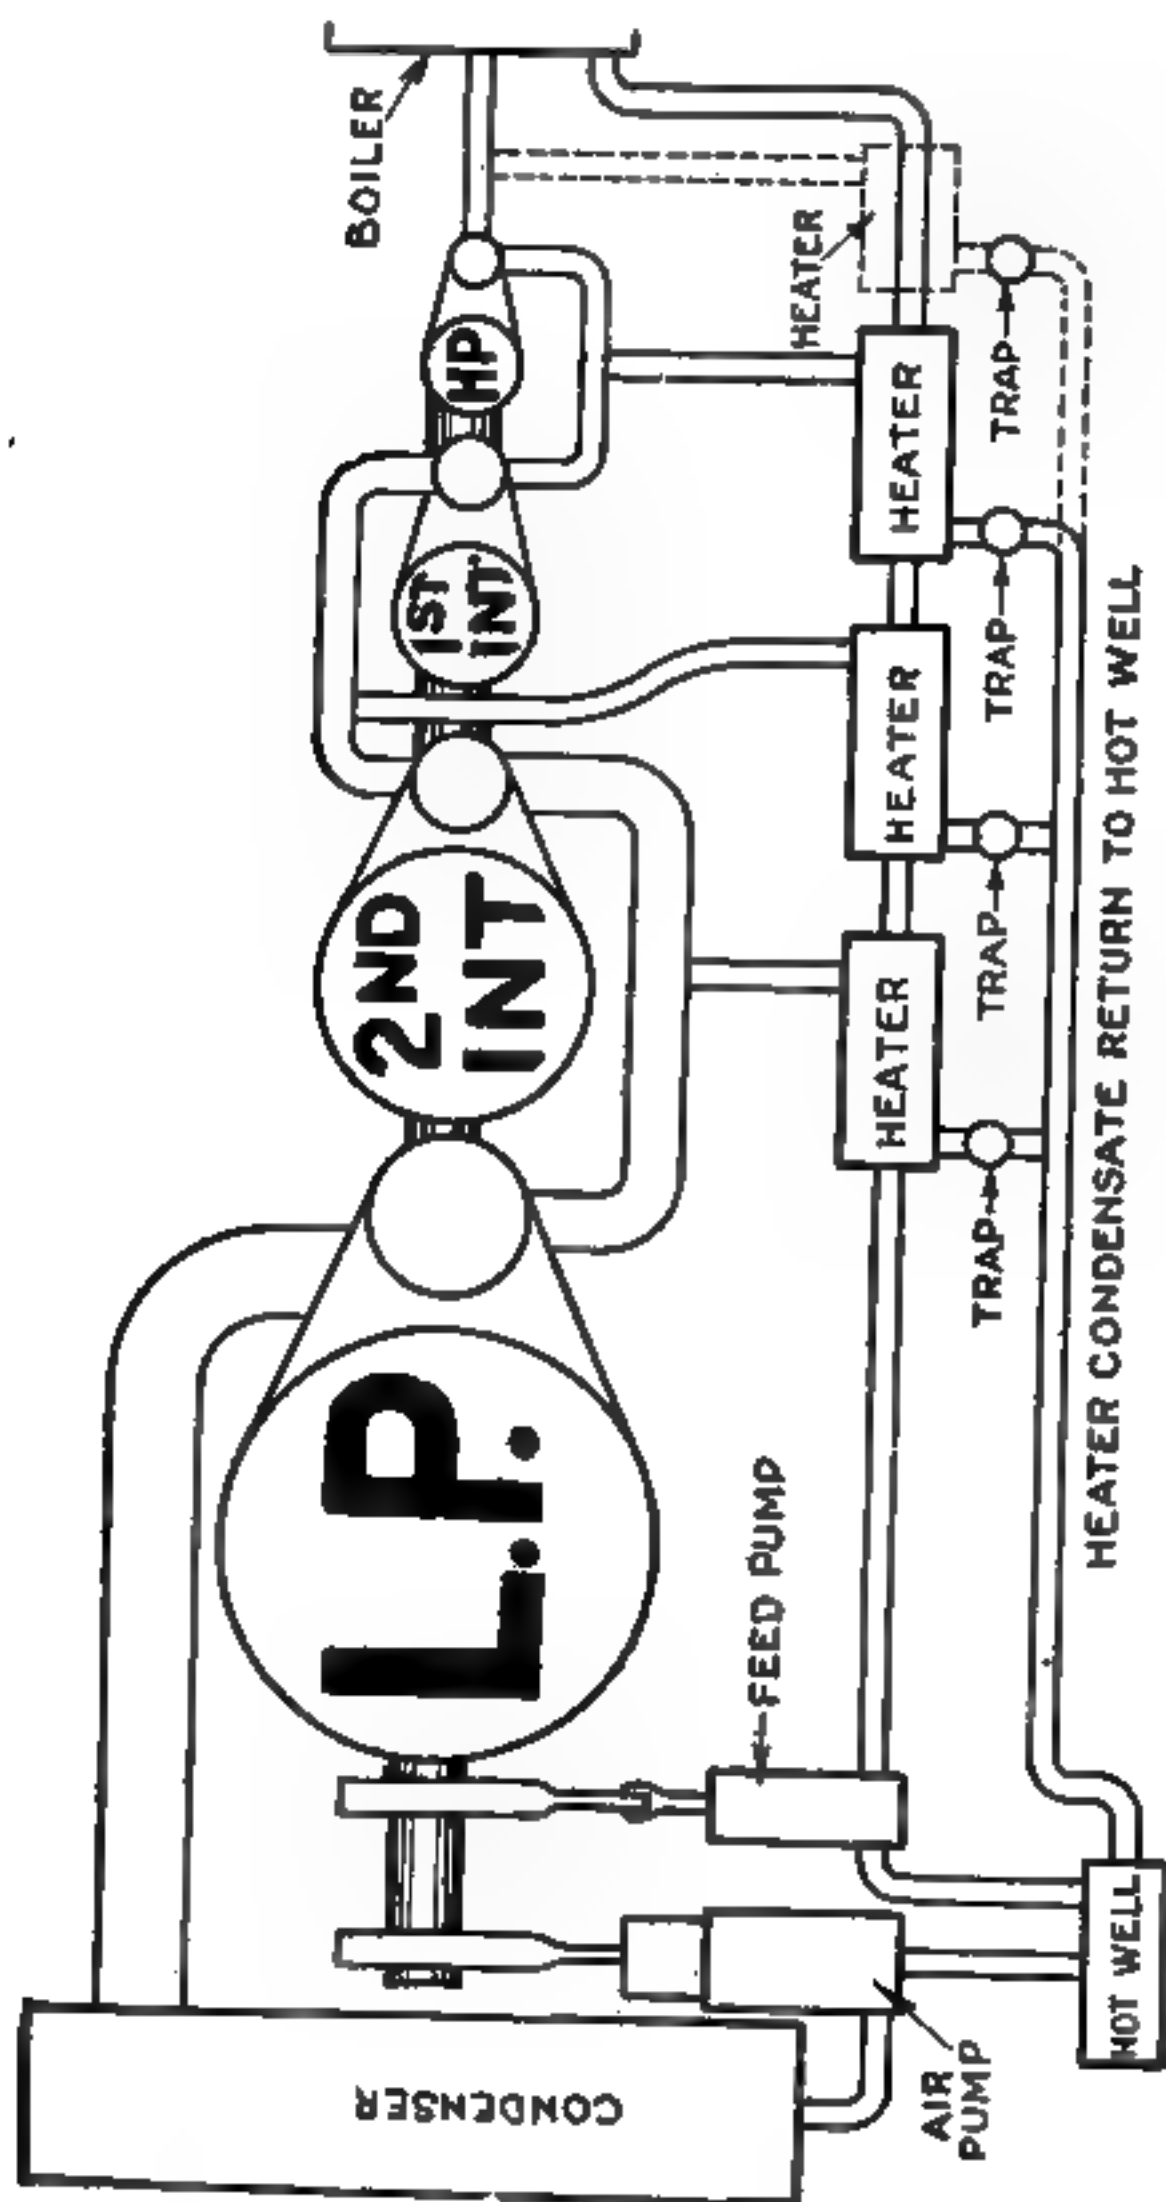 BOILER
HP
1ST
INT
2ND
INT
L.P.
HEATER
HEATER
HEATER
HEATER
TRAP
TRAP
TRAP
TRAP
HEATER CONDENSATE RETURN TO HOT WELL
FEED PUMP
CONDENSER
AIR
PUMP
HOT WELL